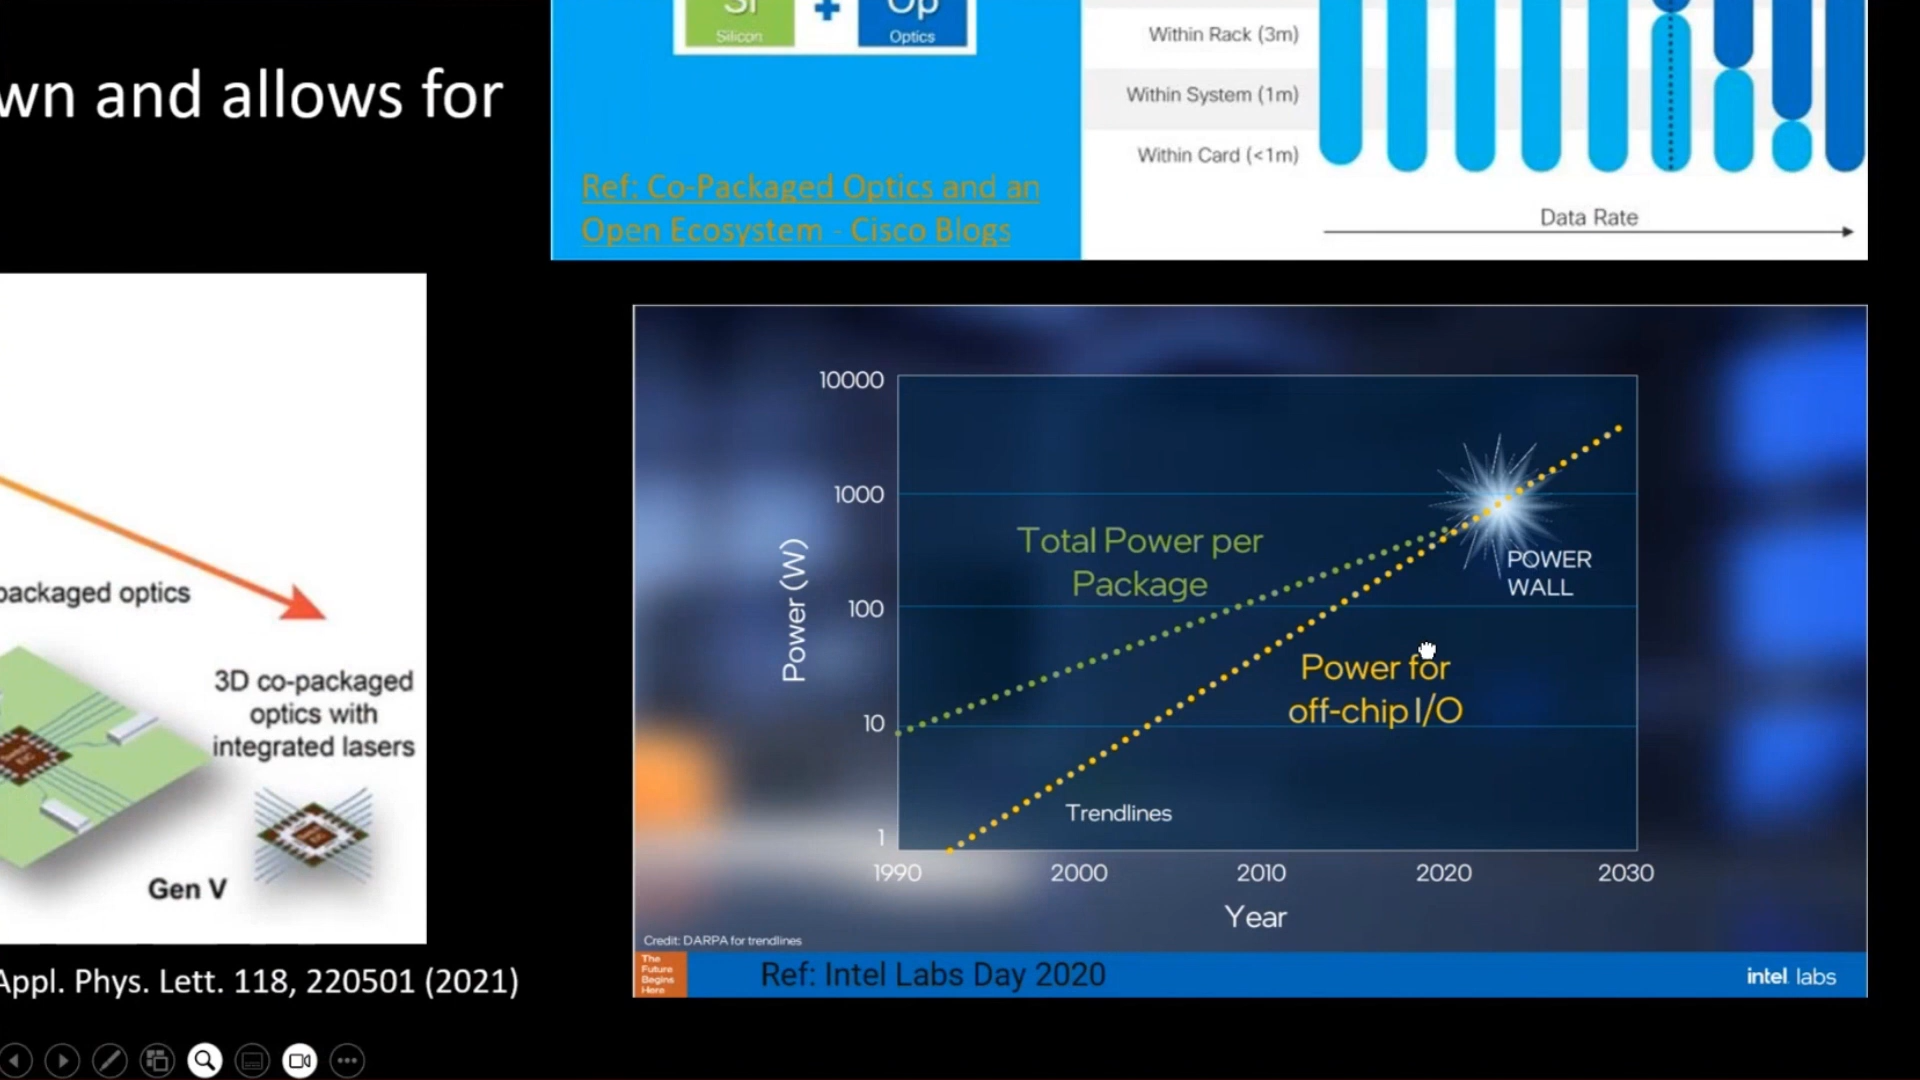 wn and allows for
Silicon
Optics
Ref: Co-Packaged Optics and an
Open Ecosystem - Cisco Blogs
Within Rack (3m)
Within System (1m)
Within Card (<1m)
Data Rate
packaged optics
3D co-packaged
optics with
integrated lasers
Gen V
Appl. Phys. Lett. 118, 220501 (2021)
10000
1000
100
10
1
Power (W)
Total Power per
Package
POWER
WALL
Power for
off-chip I/O
Trendlines
1990 2000 2010 2020 2030
Year
Credit: DARPA for trendlines
The
Future
Begins
Here
Ref: Intel Labs Day 2020
intel. labs